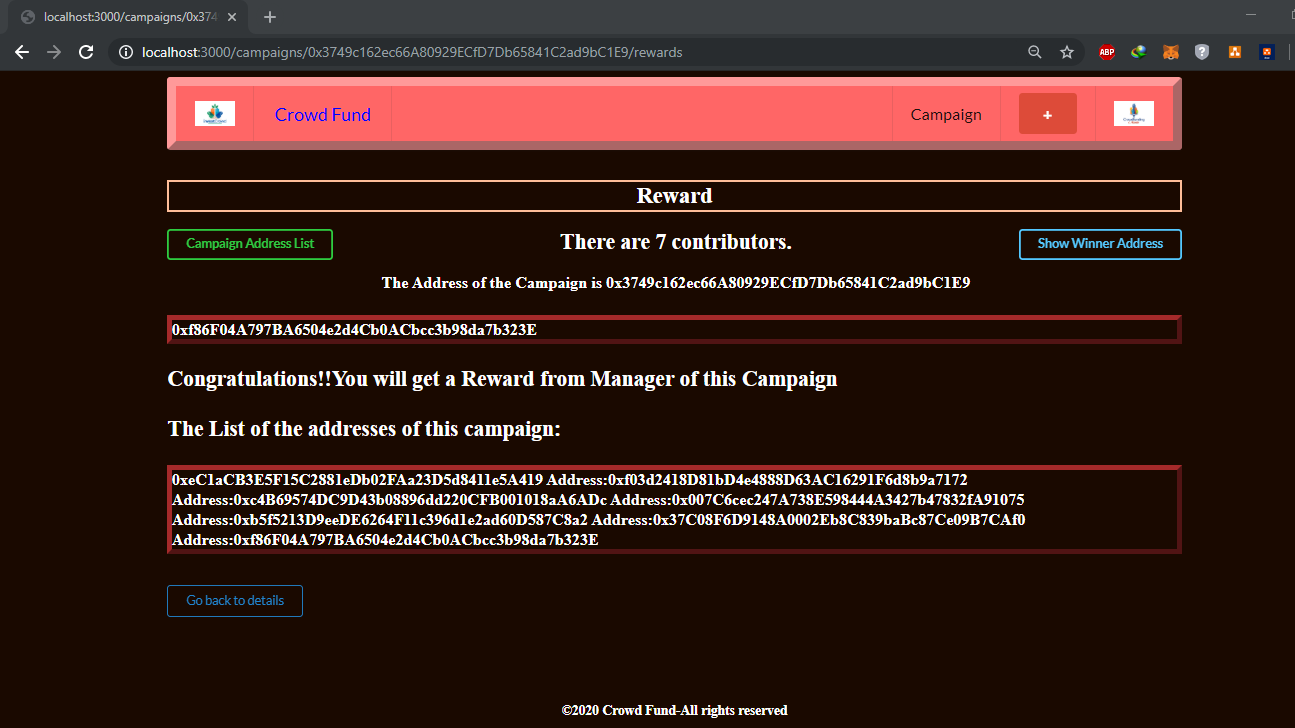 localhost:3000/campaigns/0x374
localhost:3000/campaigns/0x3749c162ec66A80929ECfD7Db65841C2ad9bC1E9/rewards
ABP
Crowd Fund
Campaign
+
Reward
Campaign Address List
There are 7 contributors.
Show Winner Address
The Address of the Campaign is 0x3749c162ec66A80929ECfD7Db65841C2ad9bC1E9
0xf86F04A797BA6504e2d4Cb0ACbcc3b98da7b323E
Congratulations!!You will get a Reward from Manager of this Campaign
The List of the addresses of this campaign:
0xeC1aCB3E5F15C2881eDb02FAa23D5d8411e5A419 Address:0xf03d2418D81bD4e4888D63AC16291F6d8b9a7172
Address:0xc4B69574DC9D43b08896dd220CFB001018aA6ADc Address:0x007C6cec247A738E598444A3427b47832fA91075
Address:0xb5f5213D9eeDE6264F11c396d1e2ad60D587C8a2 Address:0x37C08F6D9148A0002Eb8C839baBc87Ce09B7CAf0
Address:0xf86F04A797BA6504e2d4Cb0ACbcc3b98da7b323E
Go back to details
©2020 Crowd Fund-All rights reserved